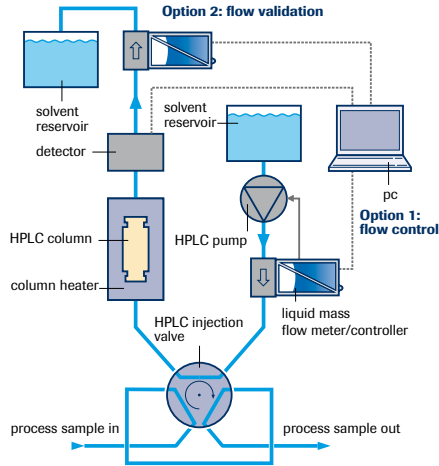 Option 2: flow validation
solvent
reservoir
solvent
reservoir
detector
pc
Option 1:
flow control
HPLC column
HPLC pump
column heater
liquid mass
flow meter/controller
HPLC injection
valve
process sample in
process sample out